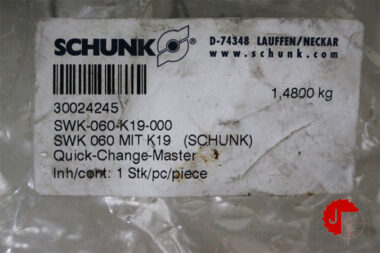 SCHUNK
D-74348 LAUFFEN/NECKAR
www.schunk.com
30024245
1,4800 kg
SWK-060-K19-000
SWK 060 MIT K19 (SCHUNK)
Quick-Change-Master
Inh/cont: 1 Stk/pc/piece